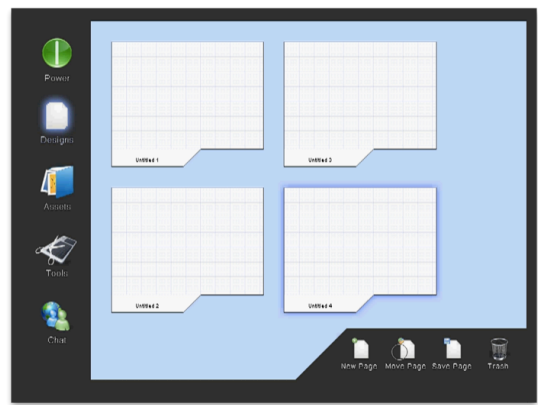 Power
Designs
Assets
Tools
Chat
Untitled 1
Untitled 3
Untitled 2
Untitled 4
New Page
Move Page
Save Page
Trash